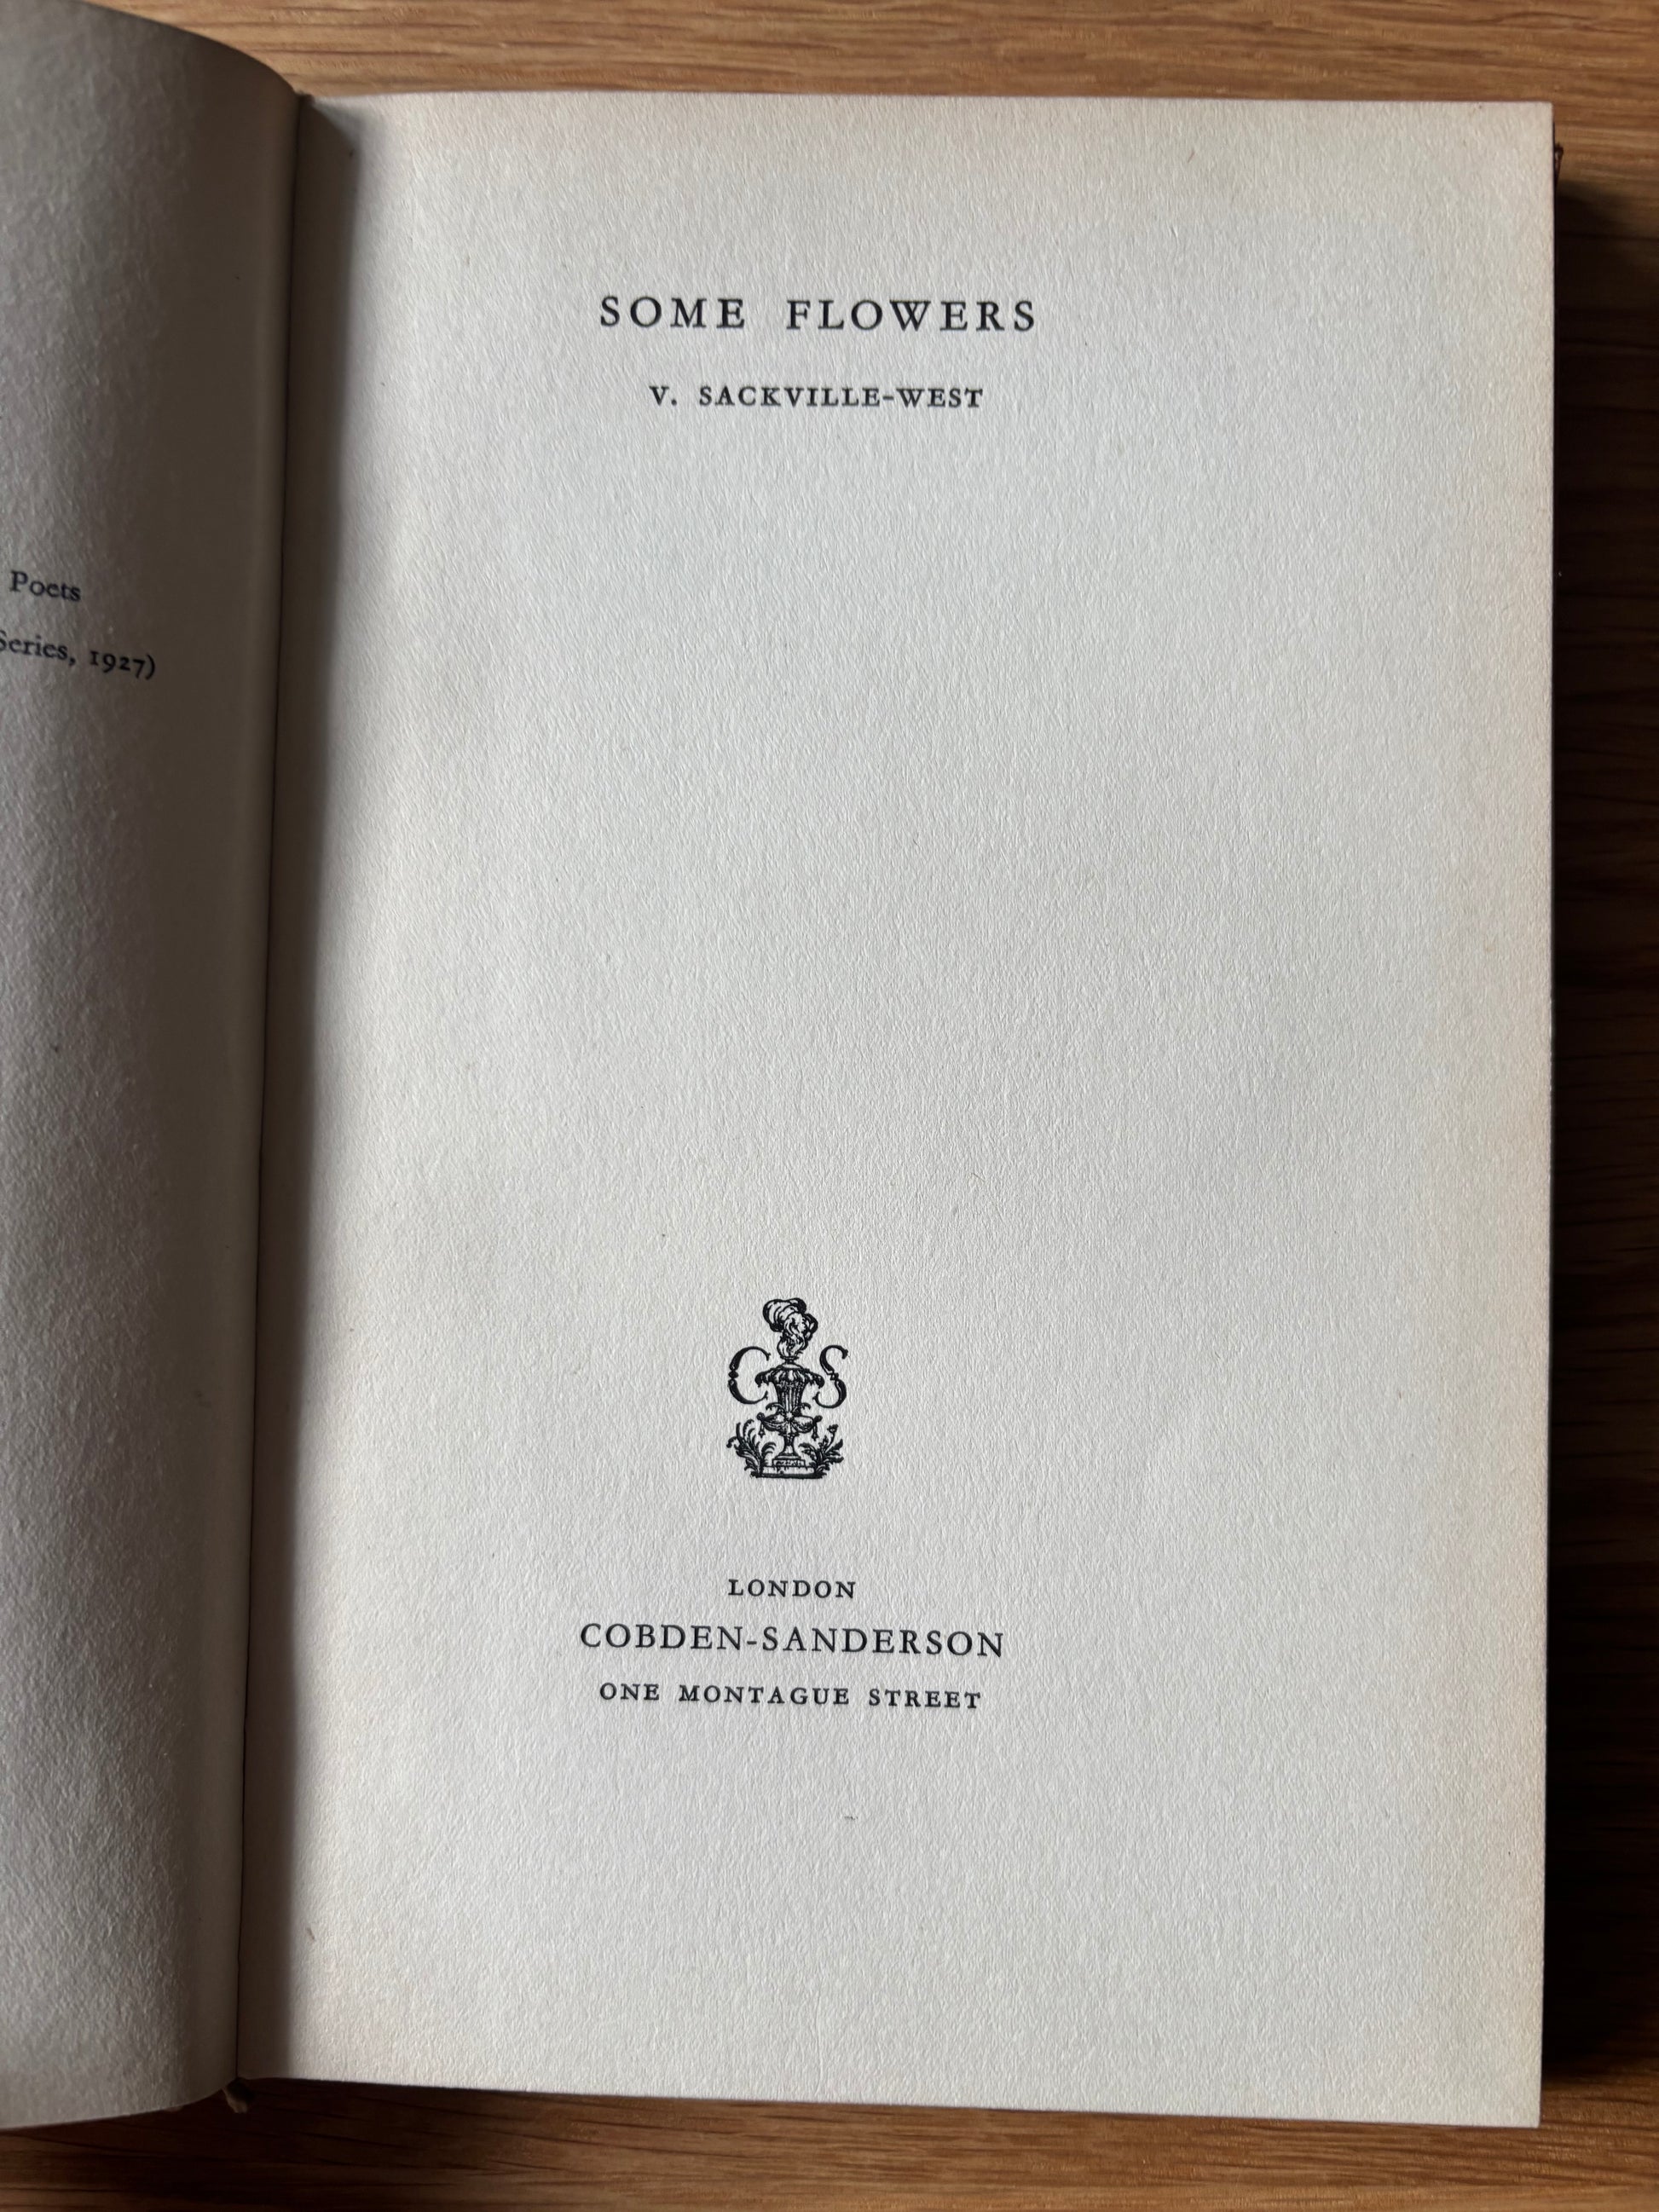 Poets
Series, 1927)
SOME FLOWERS
V. SACKVILLE-WEST
C S
LONDON
COBDEN-SANDERSON
ONE MONTAGUE STREET